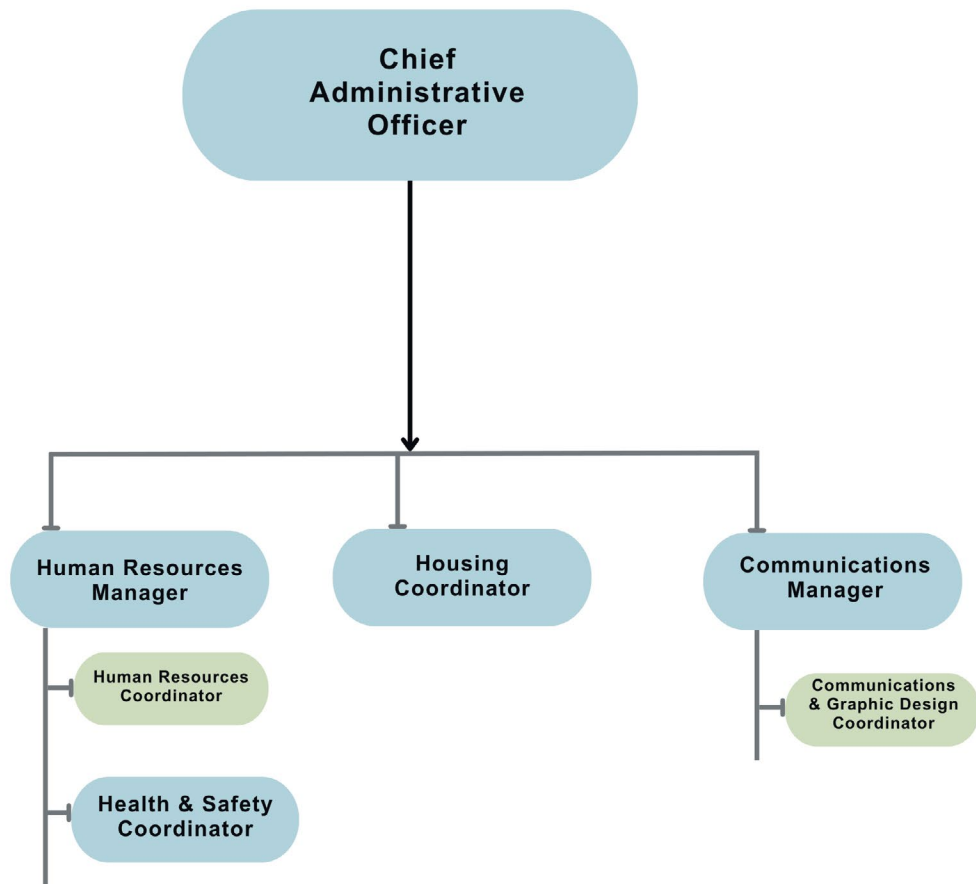 Chief
Administrative
Officer
Human Resources
Manager
Housing
Coordinator
Communications
Manager
Human Resources
Coordinator
Communications
& Graphic Design
Coordinator
Health & Safety
Coordinator